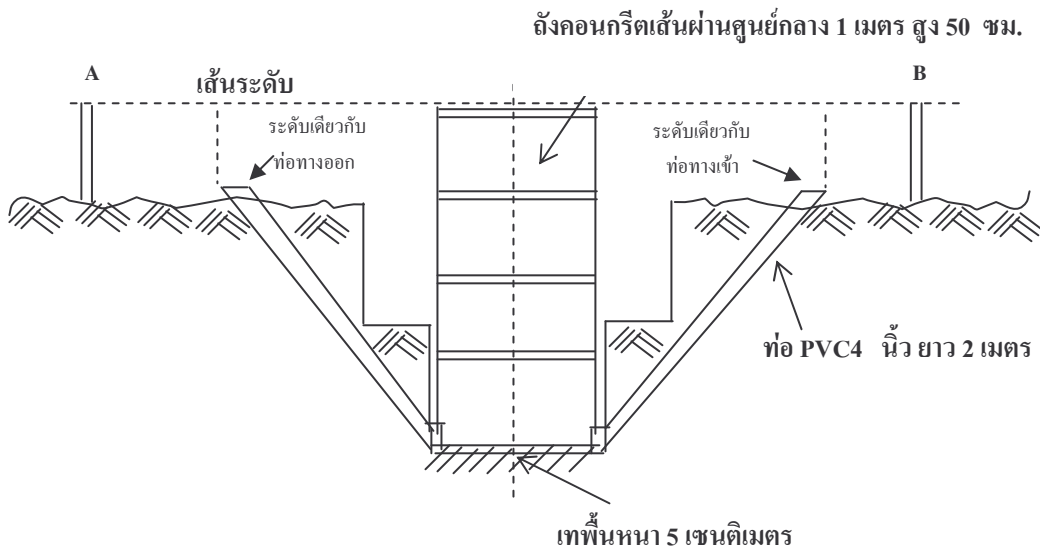 ถังคอนกรีตเส้นผ่านศูนย์กลาง 1 เมตร สูง 50 ซม.
A
B
เส้นระดับ
ระดับเดียวกับ
ท่อทางออก
ระดับเดียวกับ
ท่อทางเข้า
ท่อ PVC4 นิ้ว ยาว 2 เมตร
เทพื้นหนา 5 เซนติเมตร